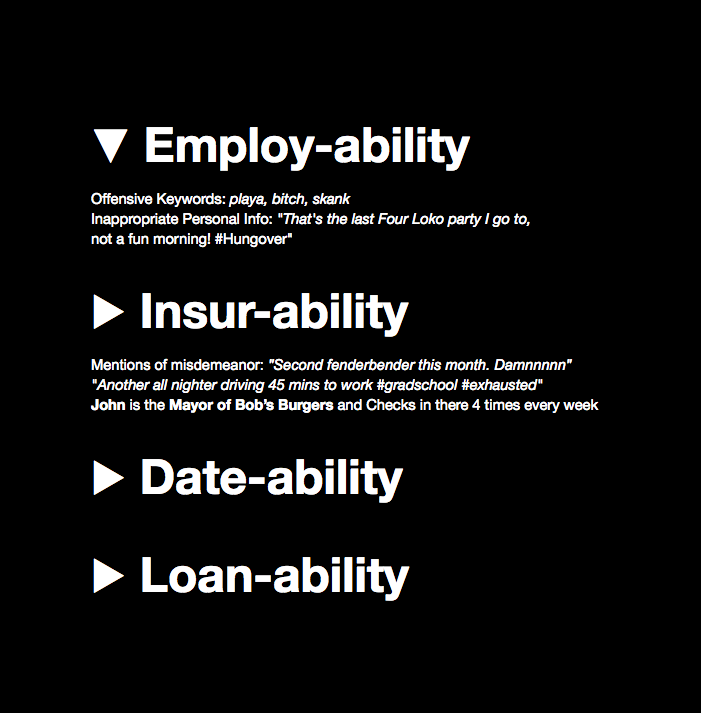 ▼ Employ-ability
Offensive Keywords: playa, bitch, skank
Inappropriate Personal Info: "That's the last Four Loko party I go to,
not a fun morning! #Hungover"
▶ Insur-ability
Mentions of misdemeanor: "Second fenderbender this month. Damnnnnn"
"Another all nighter driving 45 mins to work #gradschool #exhausted"
John is the Mayor of Bob's Burgers and Checks in there 4 times every week
▶ Date-ability
▶ Loan-ability